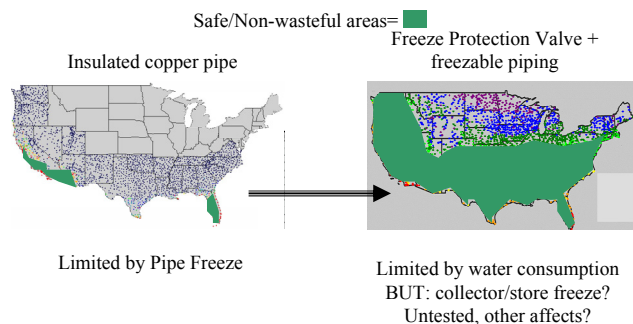 Safe/Non-wasteful areas=
Insulated copper pipe
Freeze Protection Valve +
freezable piping
Limited by Pipe Freeze
Limited by water consumption
BUT: collector/store freeze?
Untested, other affects?